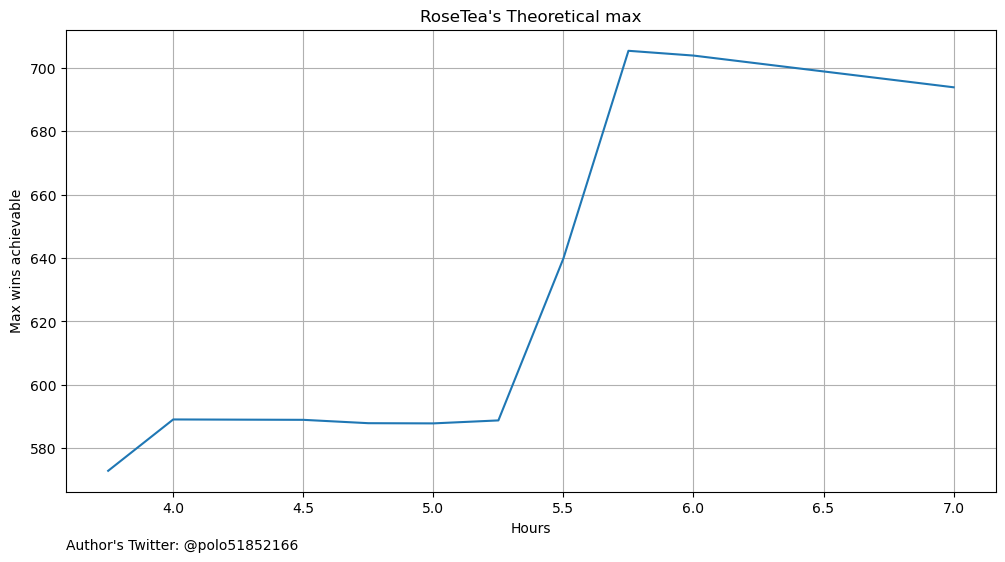 RoseTea's Theoretical max
Max wins achievable
700
680
660
640
620
600
580
4.0 4.5 5.0 5.5 6.0 6.5 7.0
Hours
Author's Twitter: @polo51852166